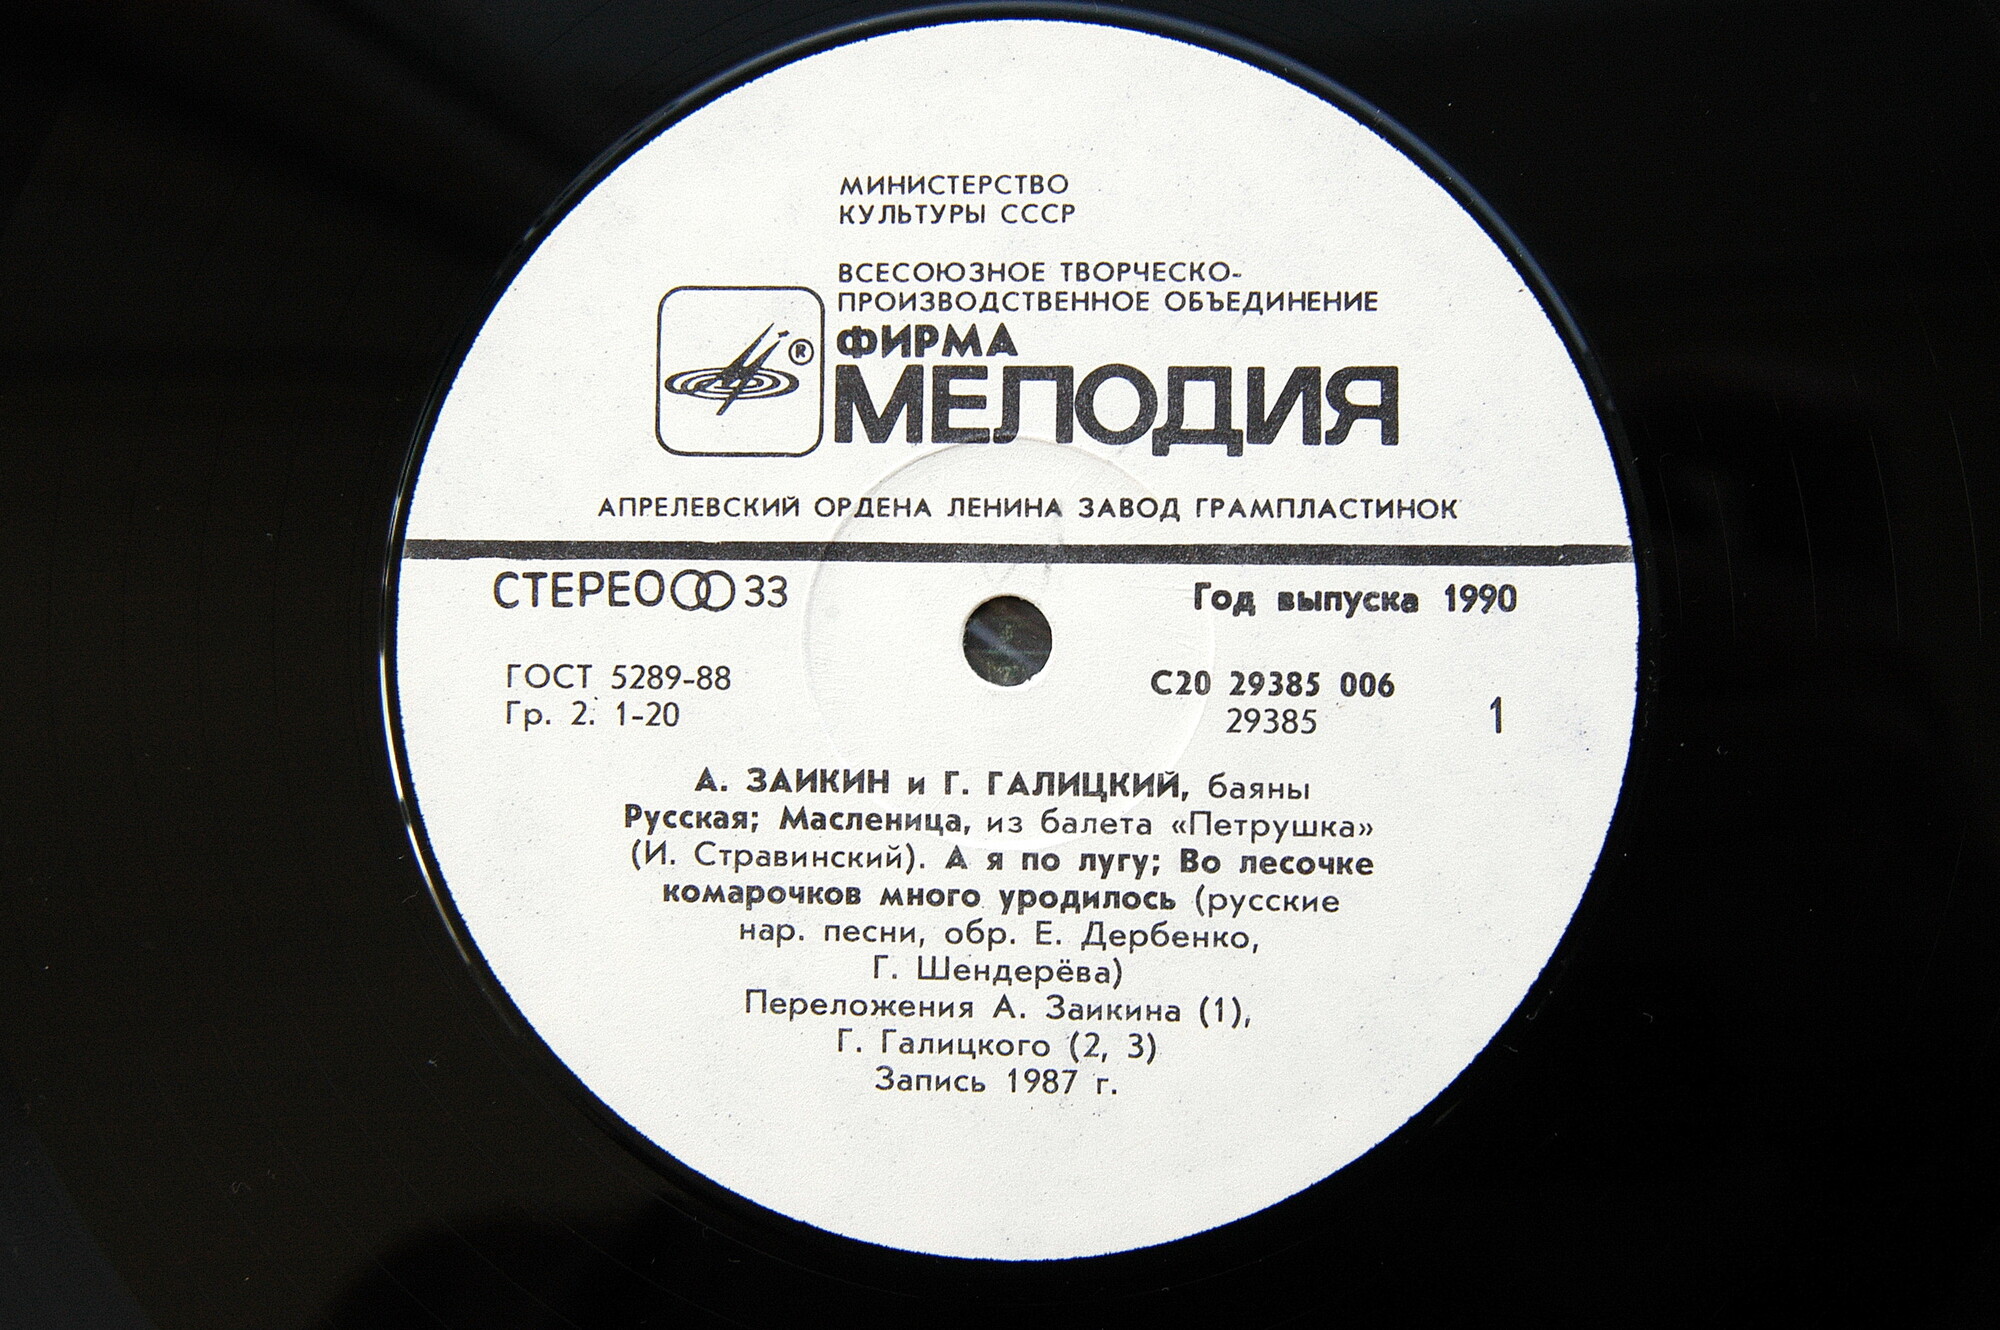 МИНИСТЕРСТВО
КУЛЬТУРЫ СССР
ВСЕСОЮЗНОЕ ТВОРЧЕСКО-
ПРОИЗВОДСТВЕННОЕ ОБЪЕДИНЕНИЕ
ФИРМА
МЕЛОДИЯ
®
АПРЕЛЕВСКИЙ ОРДЕНА ЛЕНИНА ЗАВОД ГРАМПЛАСТИНОК
СТЕРЕО 33
Год выпуска 1990
ГОСТ 5289-88
Гр. 2. 1-20
С20 29385 006
29385
1
А. ЗАИКИН и Г. ГАЛИЦКИЙ, баяны
Русская; Масленица, из балета «Петрушка»
(И. Стравинский). А я по лугу; Во лесочке
комарочков много уродилось (русские
нар. песни, обр. Е. Дербенко,
Г. Шендерёва)
Переложения А. Заикина (1),
Г. Галицкого (2, 3)
Запись 1987 г.